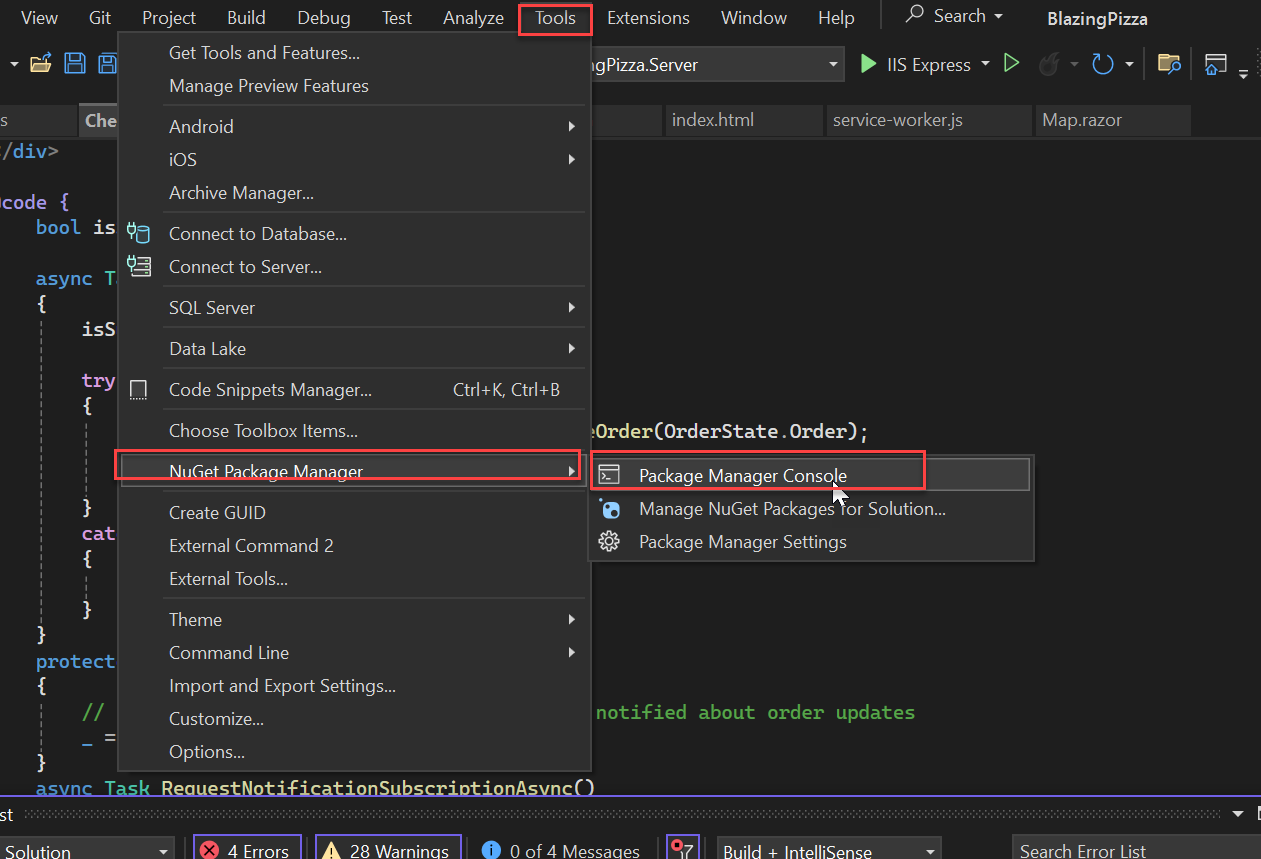 View Git Project Build Debug Test Analyze Tools Extensions Window Help Search BlazingPizza
Get Tools and Features...
ngPizza.Server IIS Express
Manage Preview Features
s Che index.html service-worker.js Map.razor
Android
/div>
iOS
Archive Manager...
code {
bool is
Connect to Database...
Connect to Server...
async T
{
SQL Server
isS
Data Lake
try
Code Snippets Manager... Ctrl+K, Ctrl+B
{
Choose Toolbox Items...
eOrder(OrderState.Order);
NuGet Package Manager
Package Manager Console
}
Create GUID
Manage NuGet Packages for Solution...
cat
External Command 2
Package Manager Settings
{
External Tools...
}
Theme
}
Command Line
protect
Import and Export Settings...
{
// notified about order updates
Customize...
_ =
Options...
}
async Task RequestNotificationSubscriptionAsync()
st
Solution 4 Errors 28 Warnings 0 of 4 Messages Build + IntelliSense Search Error List